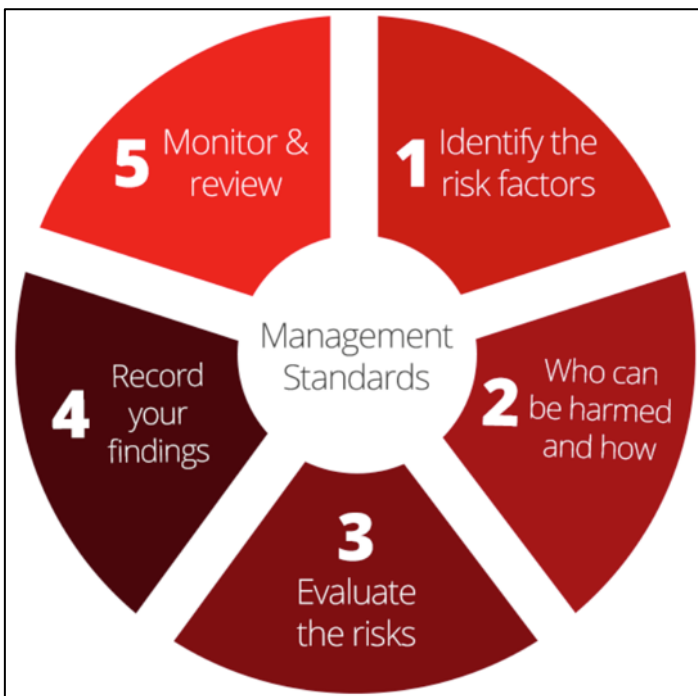 Management
Standards
1 Identify the
risk factors
2 Who can
be harmed
and how
3
Evaluate
the risks
4 Record
your
findings
5 Monitor &
review